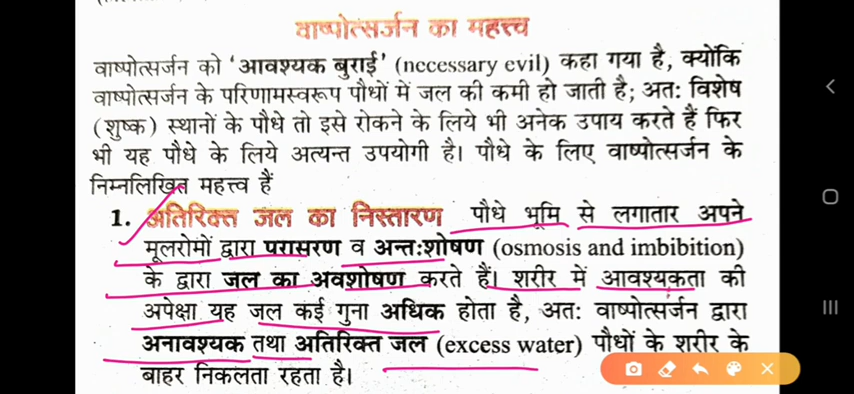 वाष्पोत्सर्जन का महत्त्व
वाष्पोत्सर्जन को ‘आवश्यक बुराई’ (necessary evil) कहा गया है, क्योंकि
वाष्पोत्सर्जन के परिणामस्वरूप पौधों में जल की कमी हो जाती है; अत: विशेष
(शुष्क) स्थानों के पौधे तो इसे रोकने के लिये भी अनेक उपाय करते हैं फिर
भी यह पौधे के लिये अत्यन्त उपयोगी है। पौधे के लिए वाष्पोत्सर्जन के
निम्नलिखित महत्त्व हैं
1. अतिरिक्त जल का निस्तारण पौधे भूमि से लगातार अपने
मूलरोमों द्वारा परासरण व अन्त:शोषण (osmosis and imbibition)
के द्वारा जल का अवशोषण करते हैं। शरीर में आवश्यकता की
अपेक्षा यह जल कई गुना अधिक होता है, अत: वाष्पोत्सर्जन द्वारा
अनावश्यक तथा अतिरिक्त जल (excess water) पौधों के शरीर के
बाहर निकलता रहता है।